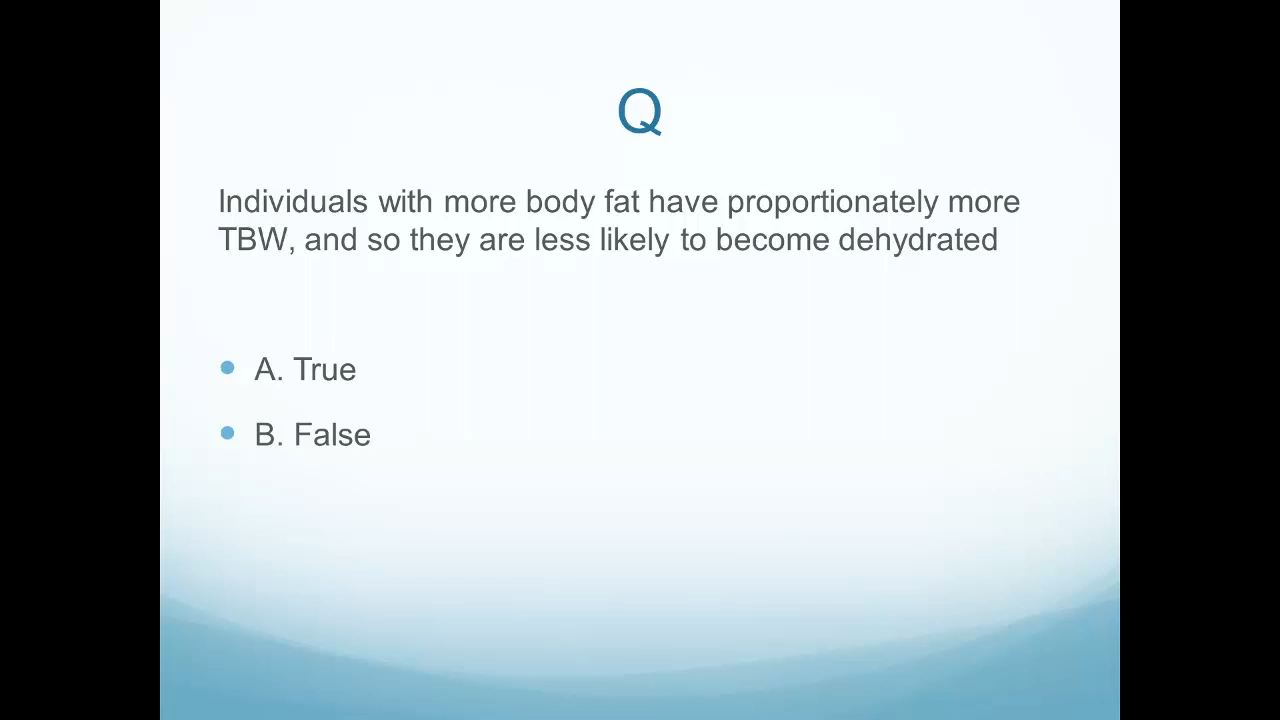 Q
Individuals with more body fat have proportionately more
TBW, and so they are less likely to become dehydrated
A. True
B. False